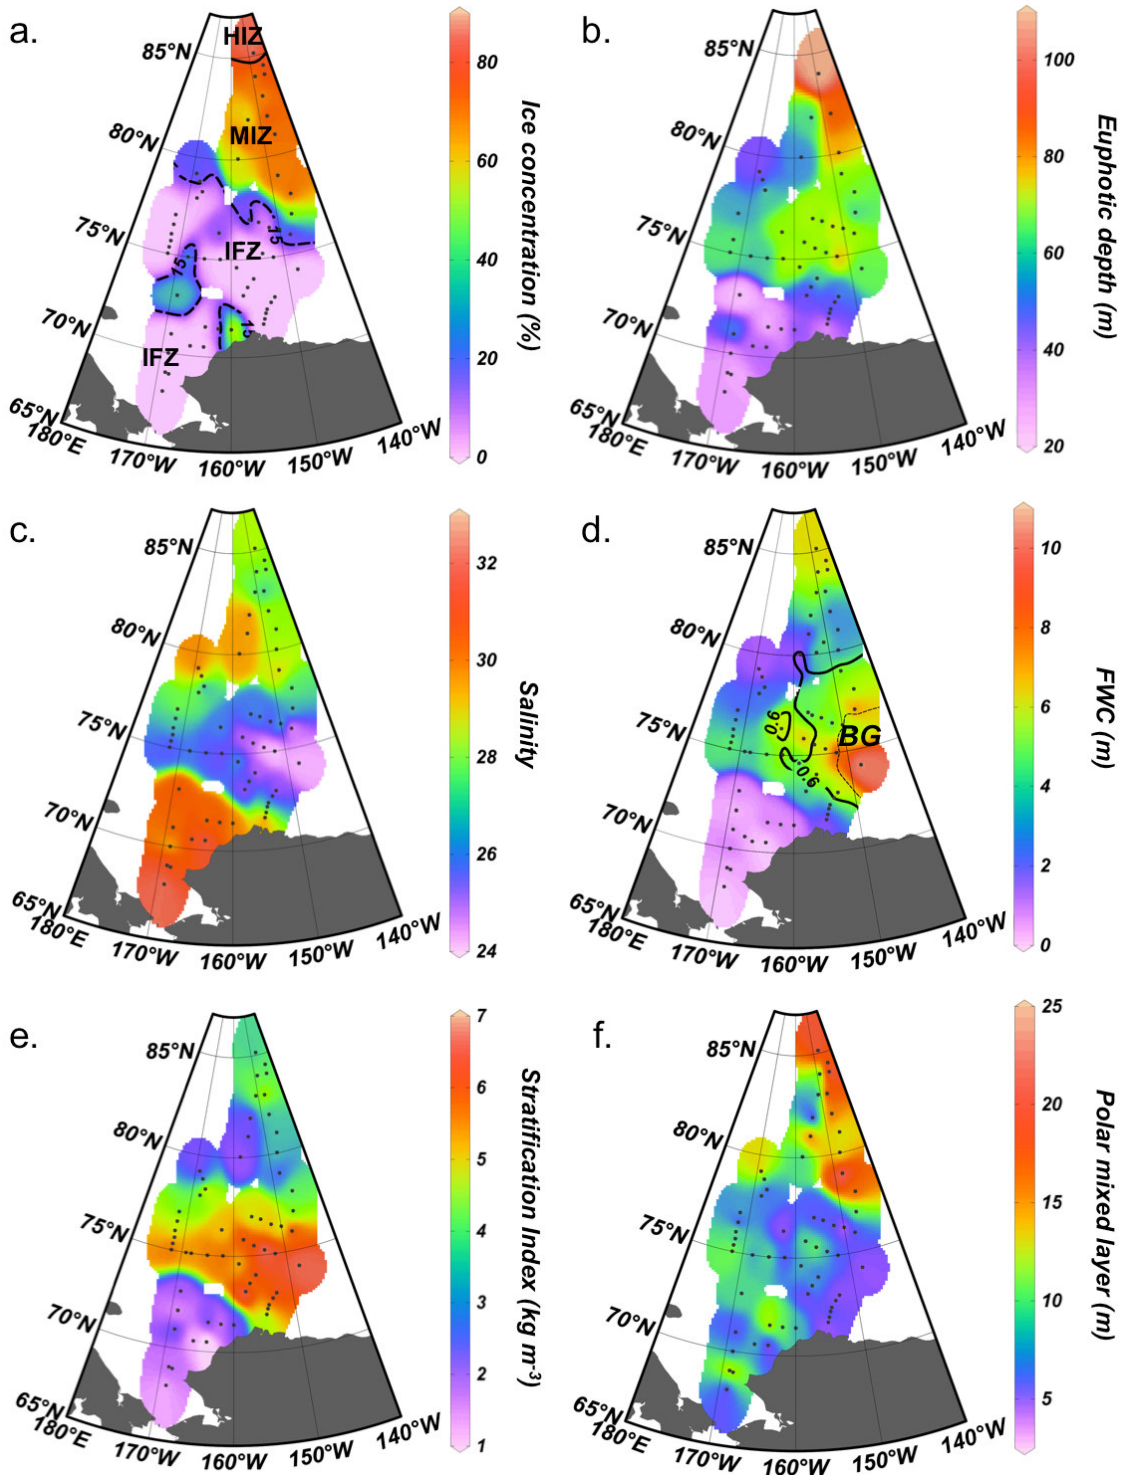 a.
HIZ
MIZ
IFZ
IFZ
15
15
15
85°N
80°N
75°N
70°N
65°N
180°E
170°W
160°W
150°W
140°W
80
60
40
20
0
Ice concentration (%)
b.
85°N
80°N
75°N
70°N
65°N
180°E
170°W
160°W
150°W
140°W
100
80
60
40
20
Euphotic depth (m)
c.
85°N
80°N
75°N
70°N
65°N
180°E
170°W
160°W
150°W
140°W
32
30
28
26
24
Salinity
d.
85°N
80°N
75°N
70°N
65°N
180°E
170°W
160°W
150°W
140°W
0.6
0.6
BG
10
8
6
4
2
0
FWC (m)
e.
85°N
80°N
75°N
70°N
65°N
180°E
170°W
160°W
150°W
140°W
7
6
5
4
3
2
1
Stratification Index (kg m⁻³)
f.
85°N
80°N
75°N
70°N
65°N
180°E
170°W
160°W
150°W
140°W
25
20
15
10
5
Polar mixed layer (m)